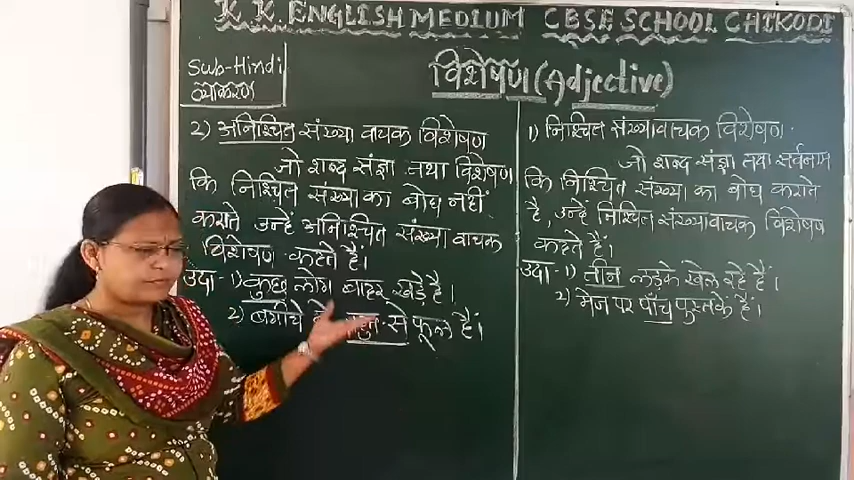 K. K. ENGLISH MEDIUM CBSE SCHOOL CHIKODI
Sub-Hindi
व्याकरण
विशेषण (Adjective)
2) अनिश्चित संख्या वाचक विशेषण
जो शब्द संज्ञा तथा विशेषण
कि निश्चित संख्या का बोध नहीं
कराते उन्हें अनिश्चित संख्या वाचक
विशेषण कहते हैं।
उदा-1) कुछ लोग बाहर खड़े है।
2) बगीचे से फूल हैं।
1) निश्चित संख्यावाचक विशेषण.
जो शब्द संज्ञा तथा सर्वनाम
कि निश्चित संख्या का बोध कराते
है, उन्हें निश्चित संख्यावाचक विशेषण
कहते हैं।
उदा-1) तीन लड़के खेल रहे हैं।
2) मेज पर पाँच पुस्तके हैं।